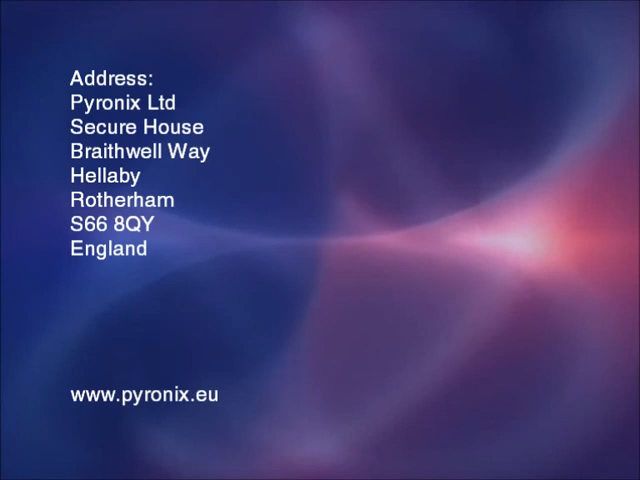 Address:
Pyronix Ltd
Secure House
Braithwell Way
Hellaby
Rotherham
S66 8QY
England
www.pyronix.eu